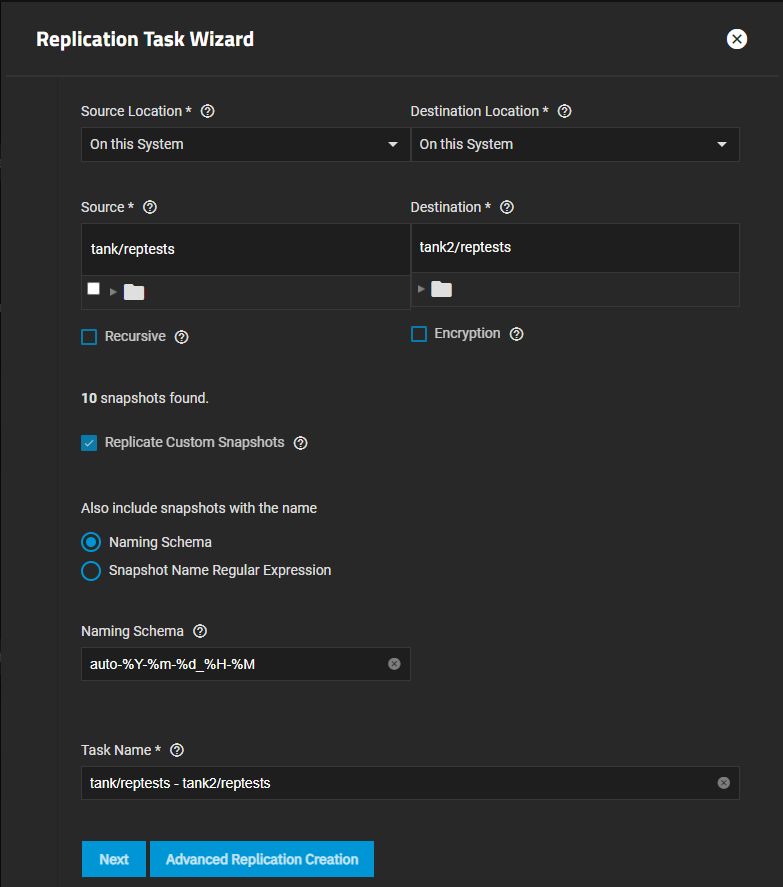 Replication Task Wizard
Source Location * Destination Location *
On this System On this System
Source * Destination *
tank/reptests tank2/reptests
Recursive Encryption
10 snapshots found.
Replicate Custom Snapshots
Also include snapshots with the name
Naming Schema
Snapshot Name Regular Expression
Naming Schema
auto-%Y-%m-%d_%H-%M
Task Name *
tank/reptests - tank2/reptests
Next Advanced Replication Creation